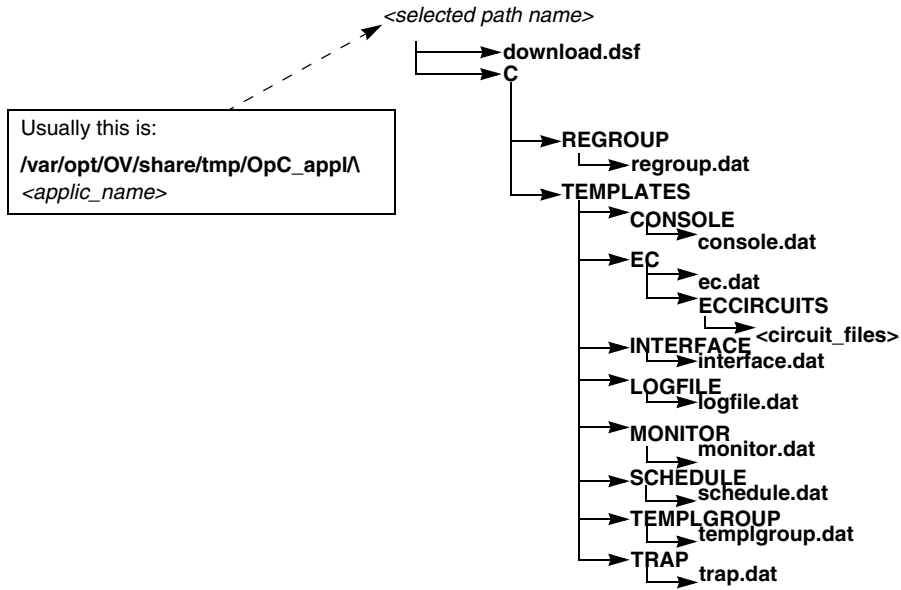 <selected path name>
download.dsf
C
Usually this is:
/var/opt/OV/share/tmp/OpC_appl/\
<applic_name>
REGROUP
regroup.dat
TEMPLATES
CONSOLE
console.dat
EC
ec.dat
ECCIRCUITS
<circuit_files>
INTERFACE
interface.dat
LOGFILE
logfile.dat
MONITOR
monitor.dat
SCHEDULE
schedule.dat
TEMPLGROUP
templgroup.dat
TRAP
trap.dat